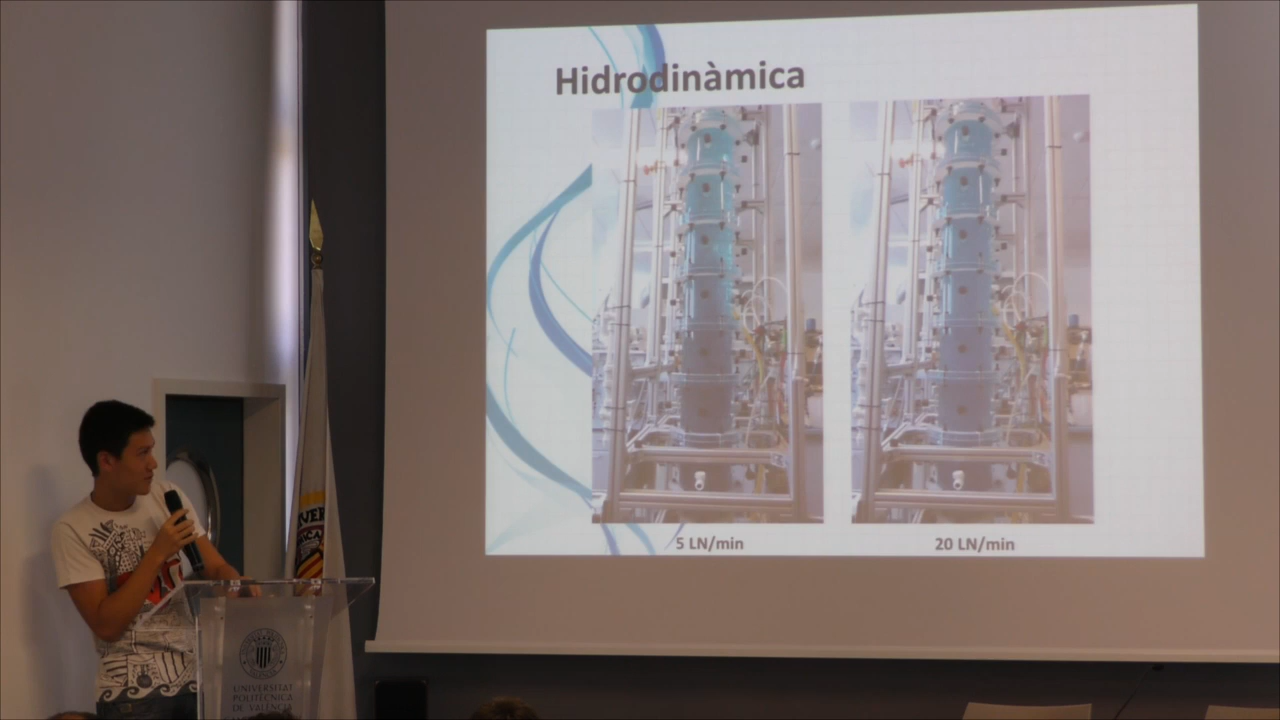 Hidrodinàmica
5 LN/min
20 LN/min
UNIVERSITAT
POLITÈCNICA
DE VALÈNCIA